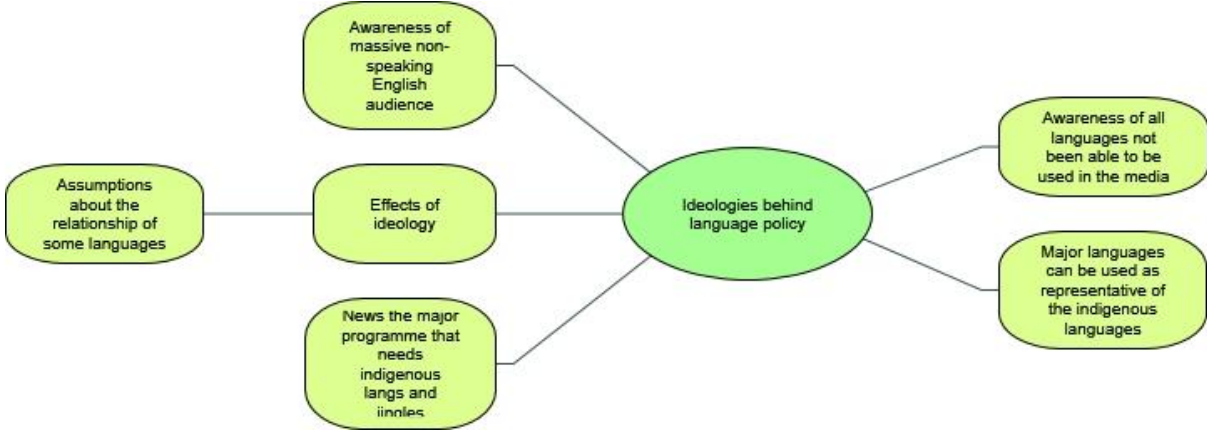 Awareness of
massive non-
speaking
English
audience
Assumptions
about the
relationship of
some languages
Effects of
ideology
News the major
programme that
needs
indigenous
langs and
jingles
Ideologies behind
language policy
Awareness of all
languages not
been able to be
used in the media
Major languages
can be used as
representative of
the indigenous
languages